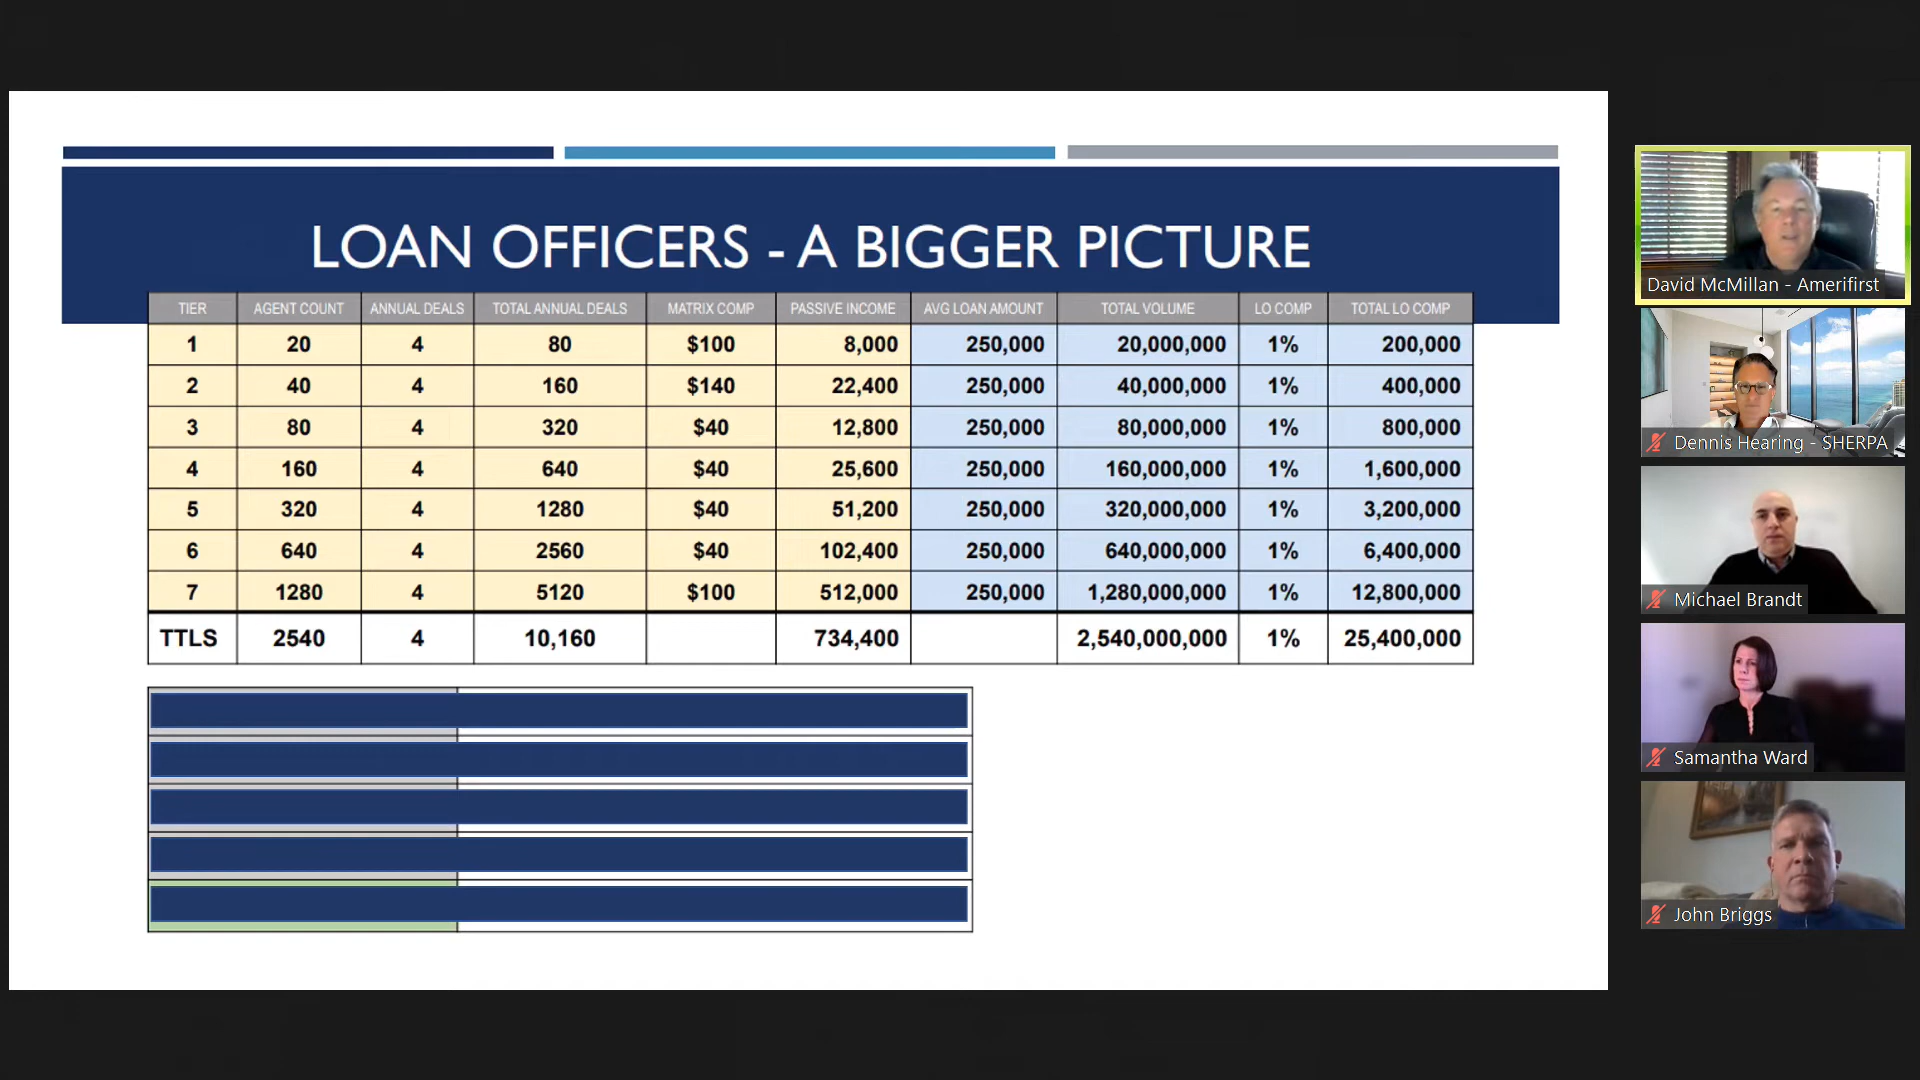 LOAN OFFICERS - A BIGGER PICTURE
TIER AGENT COUNT ANNUAL DEALS TOTAL ANNUAL DEALS MATRIX COMP PASSIVE INCOME AVG LOAN AMOUNT TOTAL VOLUME LO COMP TOTAL LO COMP
1 20 4 80 $100 8,000 250,000 20,000,000 1% 200,000
2 40 4 160 $140 22,400 250,000 40,000,000 1% 400,000
3 80 4 320 $40 12,800 250,000 80,000,000 1% 800,000
4 160 4 640 $40 25,600 250,000 160,000,000 1% 1,600,000
5 320 4 1280 $40 51,200 250,000 320,000,000 1% 3,200,000
6 640 4 2560 $40 102,400 250,000 640,000,000 1% 6,400,000
7 1280 4 5120 $100 512,000 250,000 1,280,000,000 1% 12,800,000
TTLS 2540 4 10,160 734,400 2,540,000,000 1% 25,400,000
David McMillan - Amerifirst
Dennis Hearing - SHERPA
Michael Brandt
Samantha Ward
John Briggs